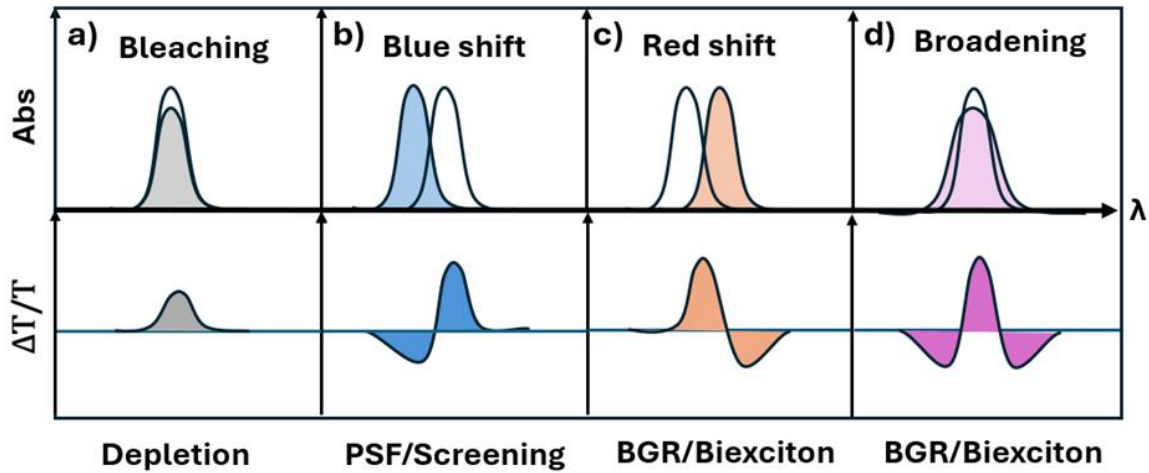 a) Bleaching
b) Blue shift
c) Red shift
d) Broadening
Abs
λ
ΔT/T
Depletion
PSF/Screening
BGR/Biexciton
BGR/Biexciton